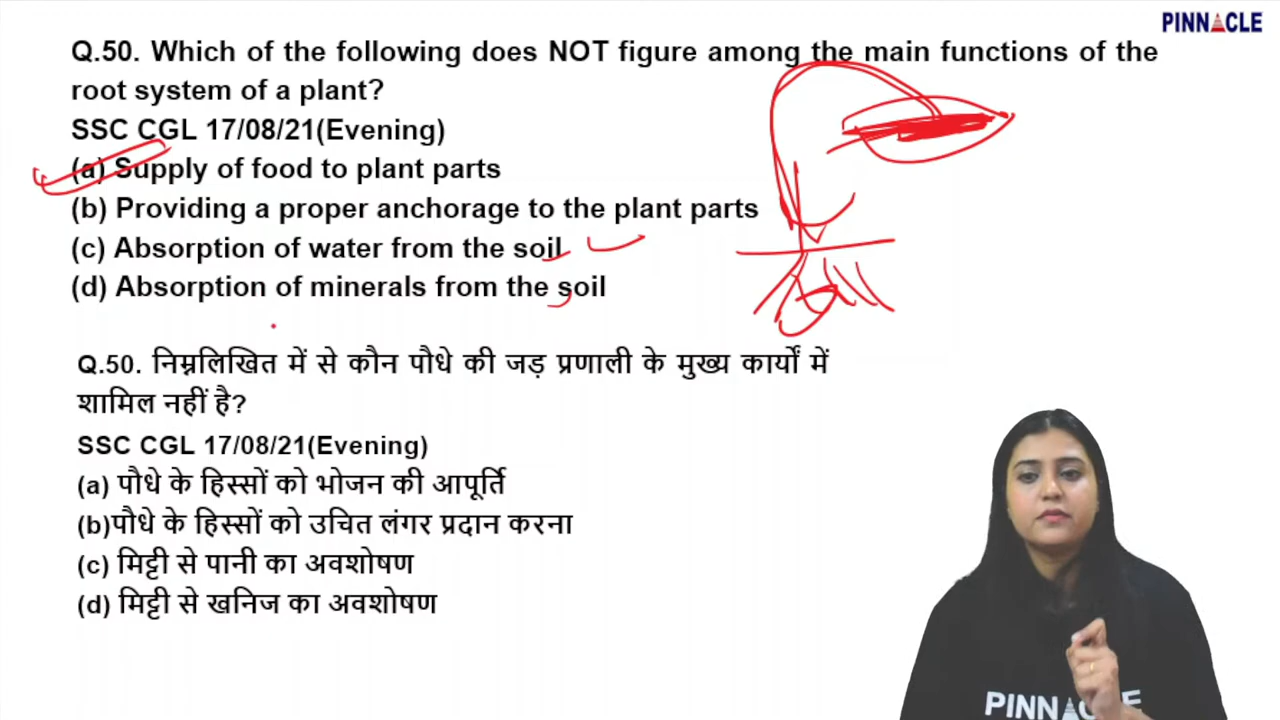 PINNACLE
Q.50. Which of the following does NOT figure among the main functions of the
root system of a plant?
SSC CGL 17/08/21(Evening)
(a) Supply of food to plant parts
(b) Providing a proper anchorage to the plant parts
(c) Absorption of water from the soil
(d) Absorption of minerals from the soil
Q.50. निम्नलिखित में से कौन पौधे की जड़ प्रणाली के मुख्य कार्यों में
शामिल नहीं है?
SSC CGL 17/08/21(Evening)
(a) पौधे के हिस्सों को भोजन की आपूर्ति
(b)पौधे के हिस्सों को उचित लंगर प्रदान करना
(c) मिट्टी से पानी का अवशोषण
(d) मिट्टी से खनिज का अवशोषण
PINNACLE